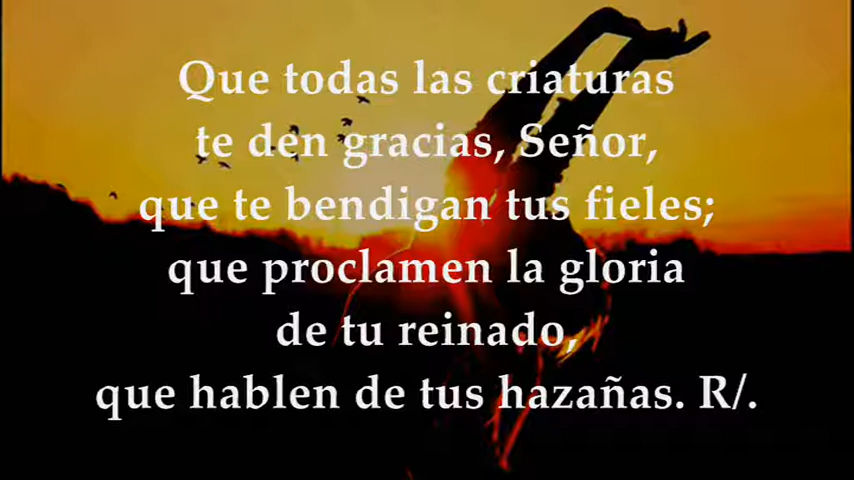 Que todas las criaturas
te den gracias, Señor,
que te bendigan tus fieles;
que proclamen la gloria
de tu reinado,
que hablen de tus hazañas. R/.